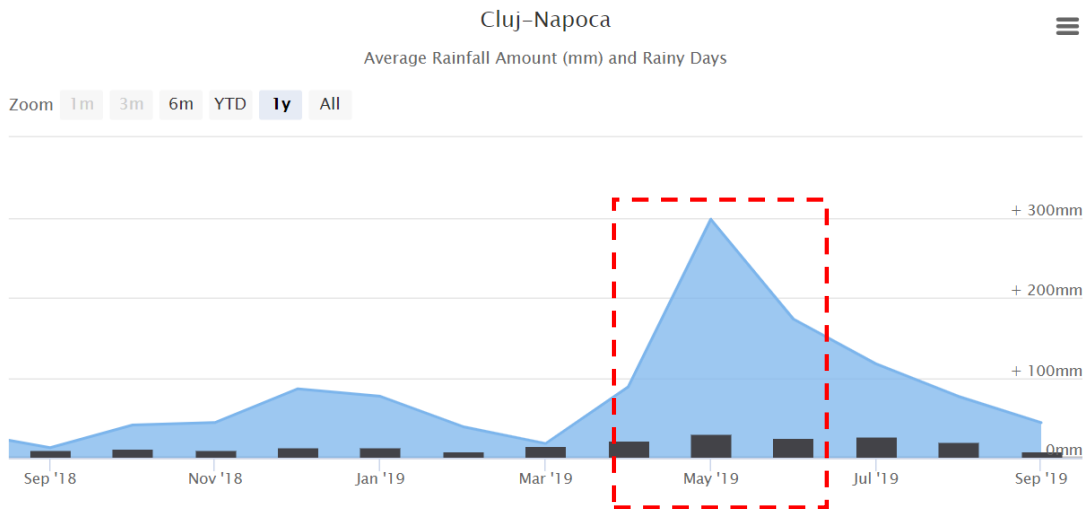 Cluj-Napoca
Average Rainfall Amount (mm) and Rainy Days
Zoom 1m 3m 6m YTD 1y All
+ 300mm
+ 200mm
+ 100mm
0mm
Sep '18 Nov '18 Jan '19 Mar '19 May '19 Jul '19 Sep '19